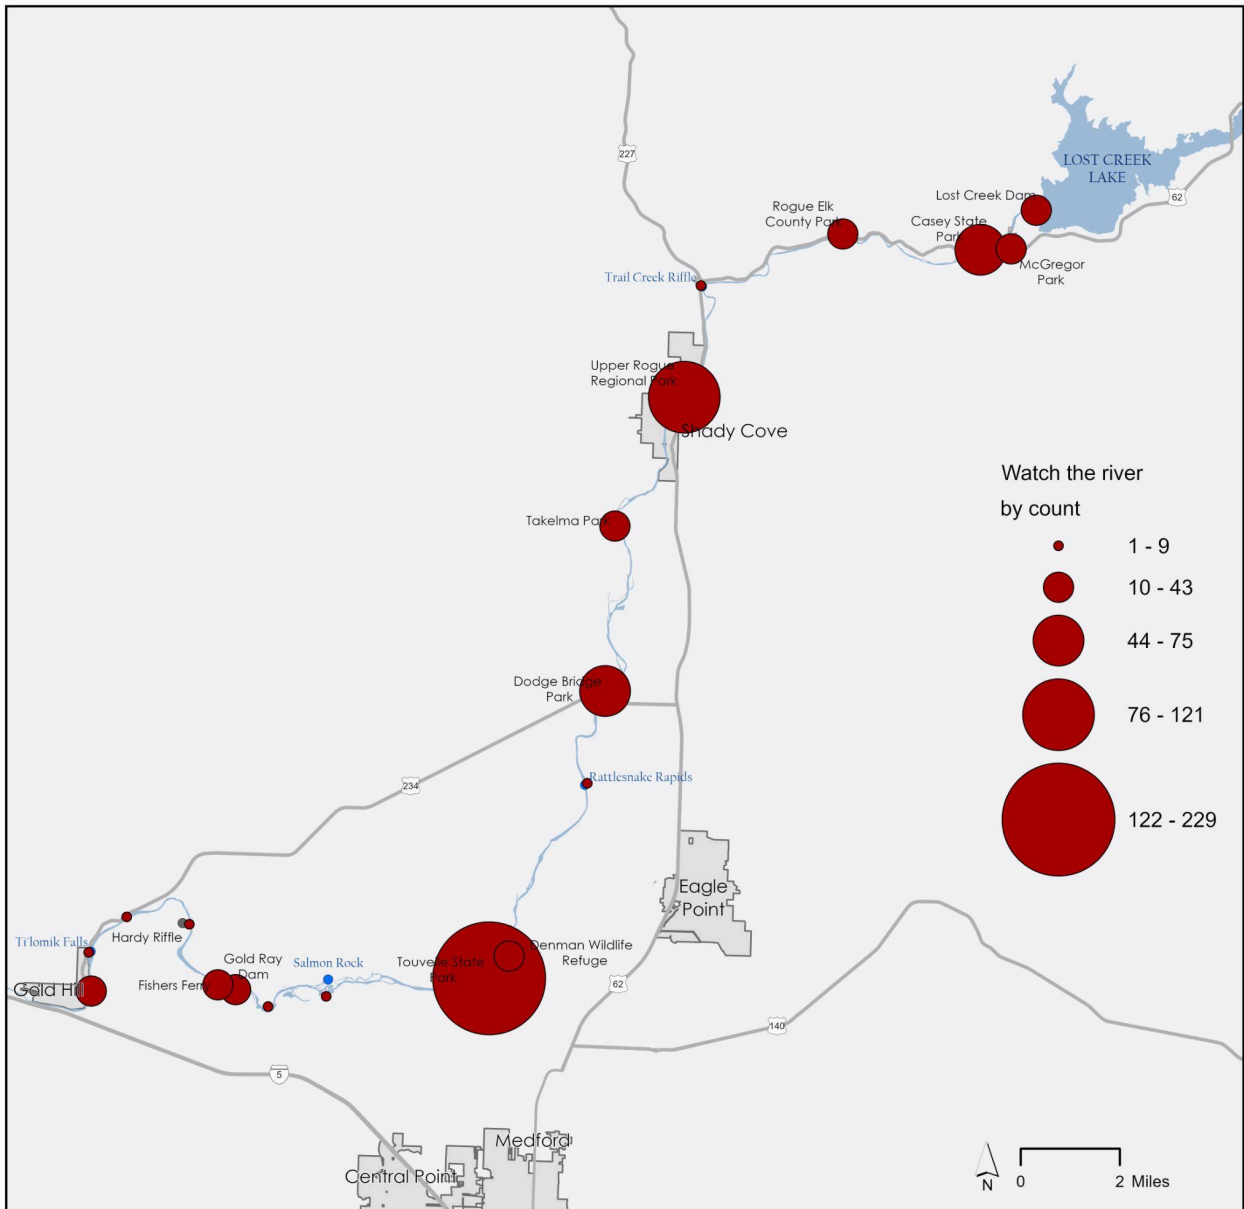 227
LOST CREEK
LAKE
62
Lost Creek Dam
Rogue Elk
County Park
Casey State
Park
McGregor
Park
Trail Creek Riffle
Upper Rogue
Regional Park
Shady Cove
Watch the river
by count
1 - 9
10 - 43
44 - 75
76 - 121
122 - 229
Takelma Park
Dodge Bridge
Park
Rattlesnake Rapids
234
Eagle
Point
Ti'lomik Falls
Hardy Riffle
Gold Ray
Dam
Salmon Rock
Touvelle State
Park
Denman Wildlife
Refuge
Fishers Ferry
Gold Hill
62
140
5
Medford
Central Point
N
0
2 Miles